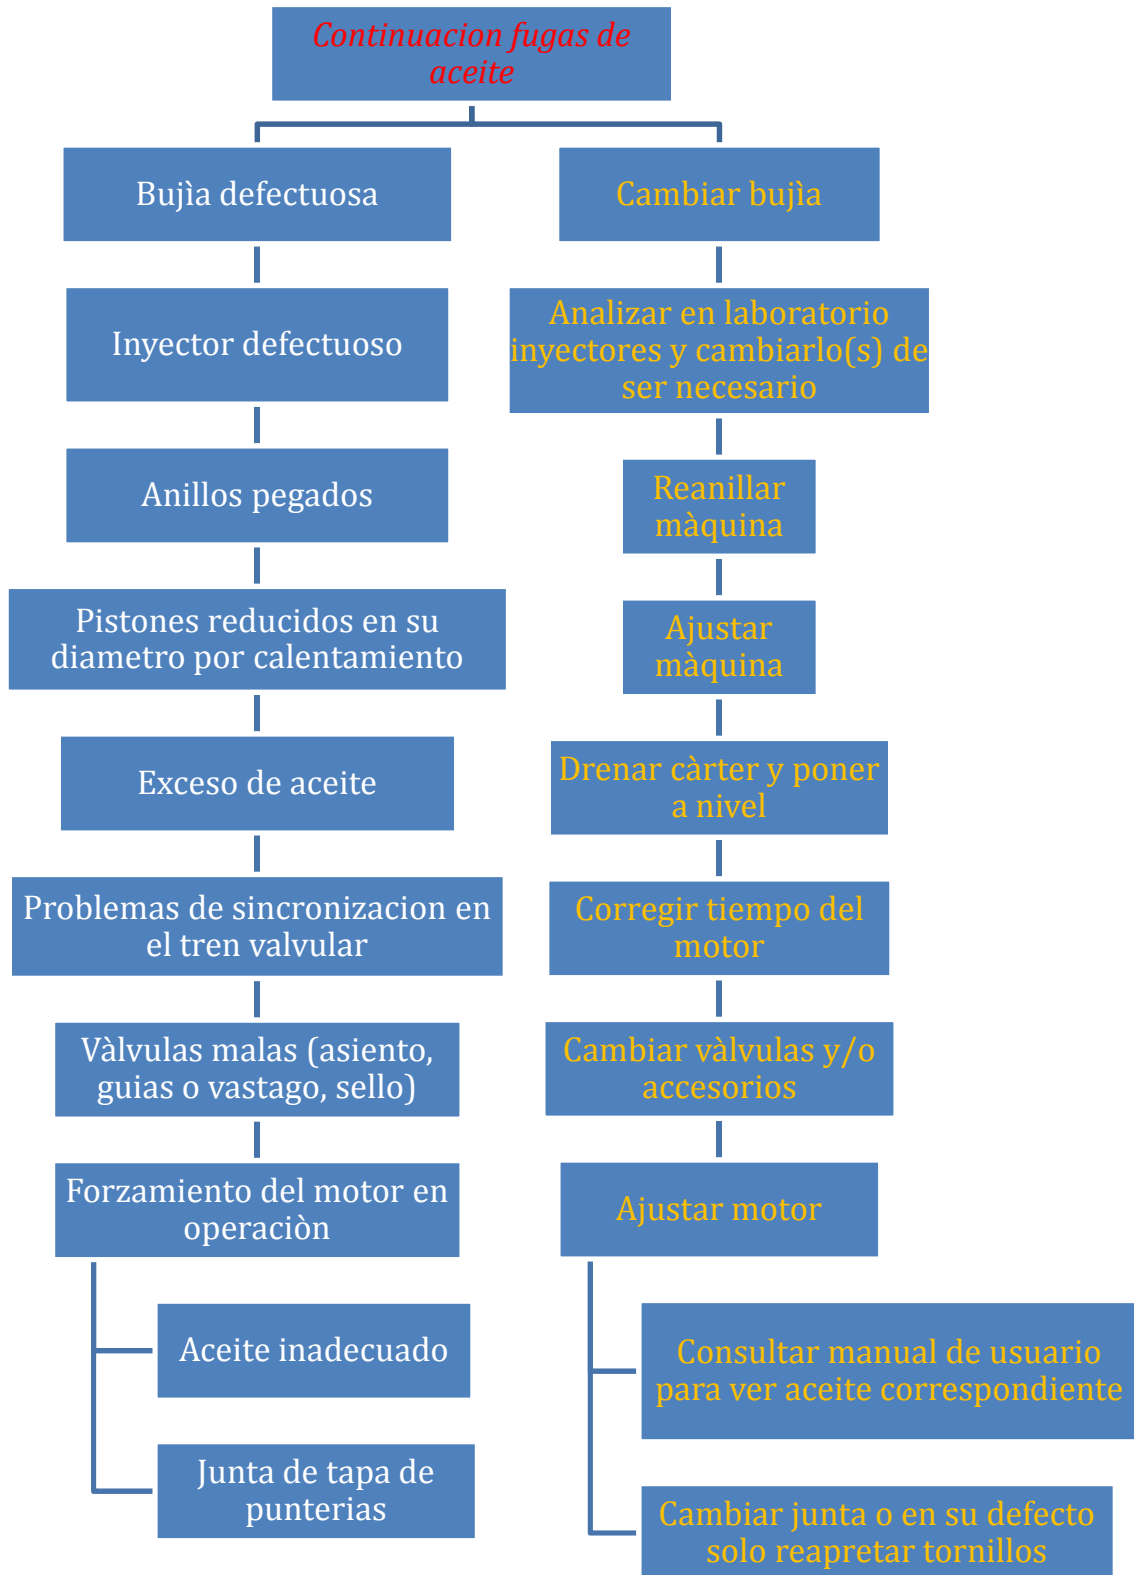 Continuacion fugas de
aceite
Bujìa defectuosa
Cambiar bujìa
Inyector defectuoso
Analizar en laboratorio
inyectores y cambiarlo(s) de
ser necesario
Anillos pegados
Reanillar
màquina
Pistones reducidos en su
diametro por calentamiento
Ajustar
màquina
Exceso de aceite
Drenar càrter y poner
a nivel
Problemas de sincronizacion en
el tren valvular
Corregir tiempo del
motor
Vàlvulas malas (asiento,
guias o vastago, sello)
Cambiar vàlvulas y/o
accesorios
Forzamiento del motor en
operaciòn
Ajustar motor
Aceite inadecuado
Consultar manual de usuario
para ver aceite correspondiente
Junta de tapa de
punterias
Cambiar junta o en su defecto
solo reapretar tornillos